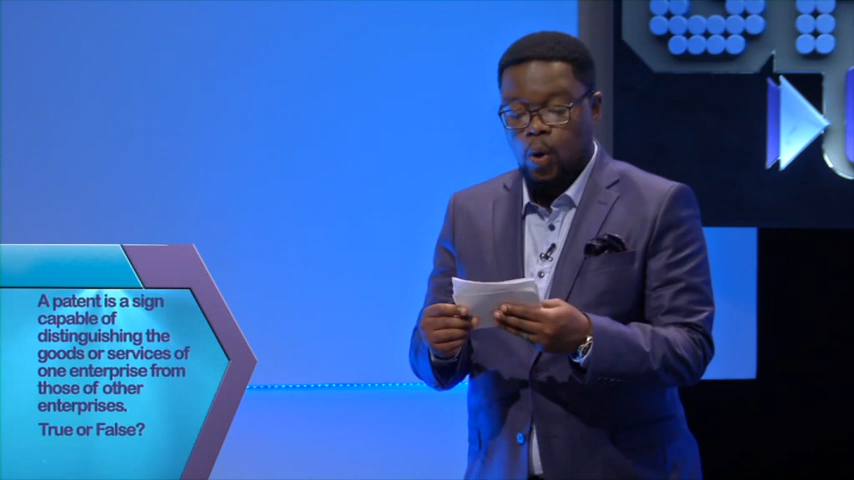 A patent is a sign
capable of
distinguishing the
goods or services of
one enterprise from
those of other
enterprises.
True or False?